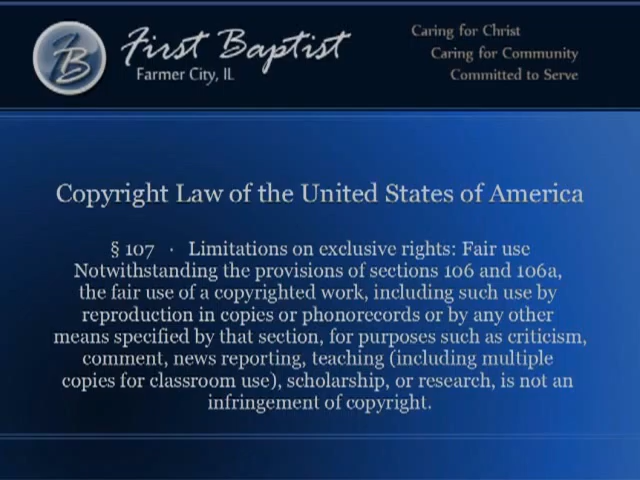 First Baptist
Farmer City, IL
Caring for Christ
Caring for Community
Committed to Serve
Copyright Law of the United States of America
§ 107 · Limitations on exclusive rights: Fair use
Notwithstanding the provisions of sections 106 and 106a,
the fair use of a copyrighted work, including such use by
reproduction in copies or phonorecords or by any other
means specified by that section, for purposes such as criticism,
comment, news reporting, teaching (including multiple
copies for classroom use), scholarship, or research, is not an
infringement of copyright.